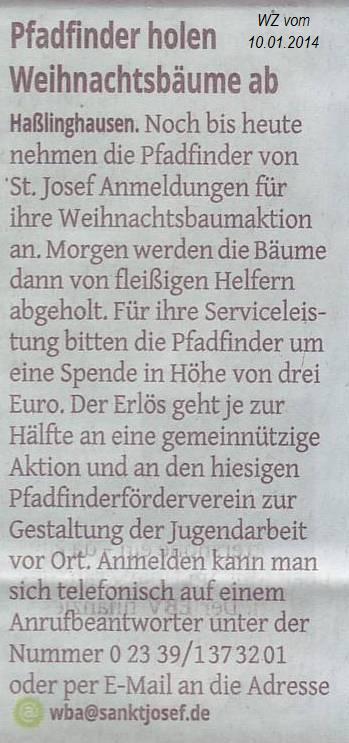 WZ vom
10.01.2014
Pfadfinder holen
Weihnachtsbäume ab
Haßlinghausen. Noch bis heute
nehmen die Pfadfinder von
St. Josef Anmeldungen für
ihre Weihnachtsbaumaktion
an. Morgen werden die Bäume
dann von fleißigen Helfern
abgeholt. Für ihre Serviceleis-
tung bitten die Pfadfinder um
eine Spende in Höhe von drei
Euro. Der Erlös geht je zur
Hälfte an eine gemeinnützige
Aktion und an den hiesigen
Pfadfinderförderverein zur
Gestaltung der Jugendarbeit
vor Ort. Anmelden kann man
sich telefonisch auf einem
Anrufbeantworter unter der
Nummer 0 23 39/137 32 01
oder per E-Mail an die Adresse
@ wba@sanktjosef.de